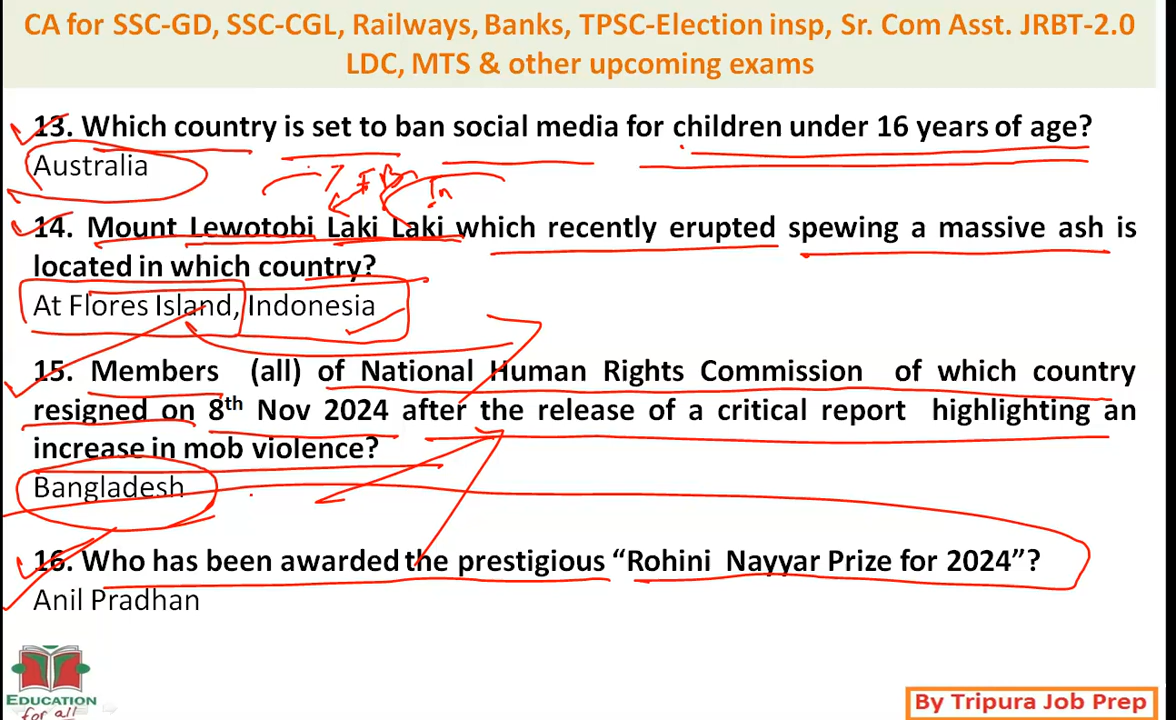 CA for SSC-GD, SSC-CGL, Railways, Banks, TPSC-Election insp, Sr. Com Asst. JRBT-2.0
LDC, MTS & other upcoming exams
13. Which country is set to ban social media for children under 16 years of age?
Australia
14. Mount Lewotobi Laki Laki which recently erupted spewing a massive ash is
located in which country?
At Flores Island, Indonesia
15. Members (all) of National Human Rights Commission of which country
resigned on 8th Nov 2024 after the release of a critical report highlighting an
increase in mob violence?
Bangladesh
16. Who has been awarded the prestigious “Rohini Nayyar Prize for 2024”?
Anil Pradhan
EDUCATION
for all
By Tripura Job Prep